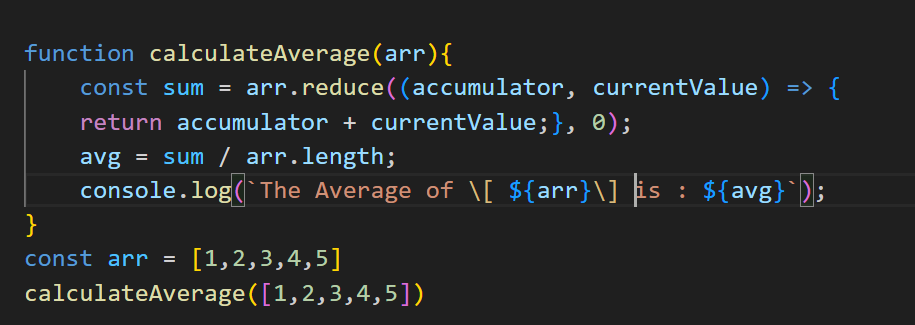 function calculateAverage(arr){
    const sum = arr.reduce((accumulator, currentValue) => {
    return accumulator + currentValue;}, 0);
    avg = sum / arr.length;
    console.log(`The Average of \[ ${arr}\] is : ${avg}`);
}
const arr = [1,2,3,4,5]
calculateAverage([1,2,3,4,5])